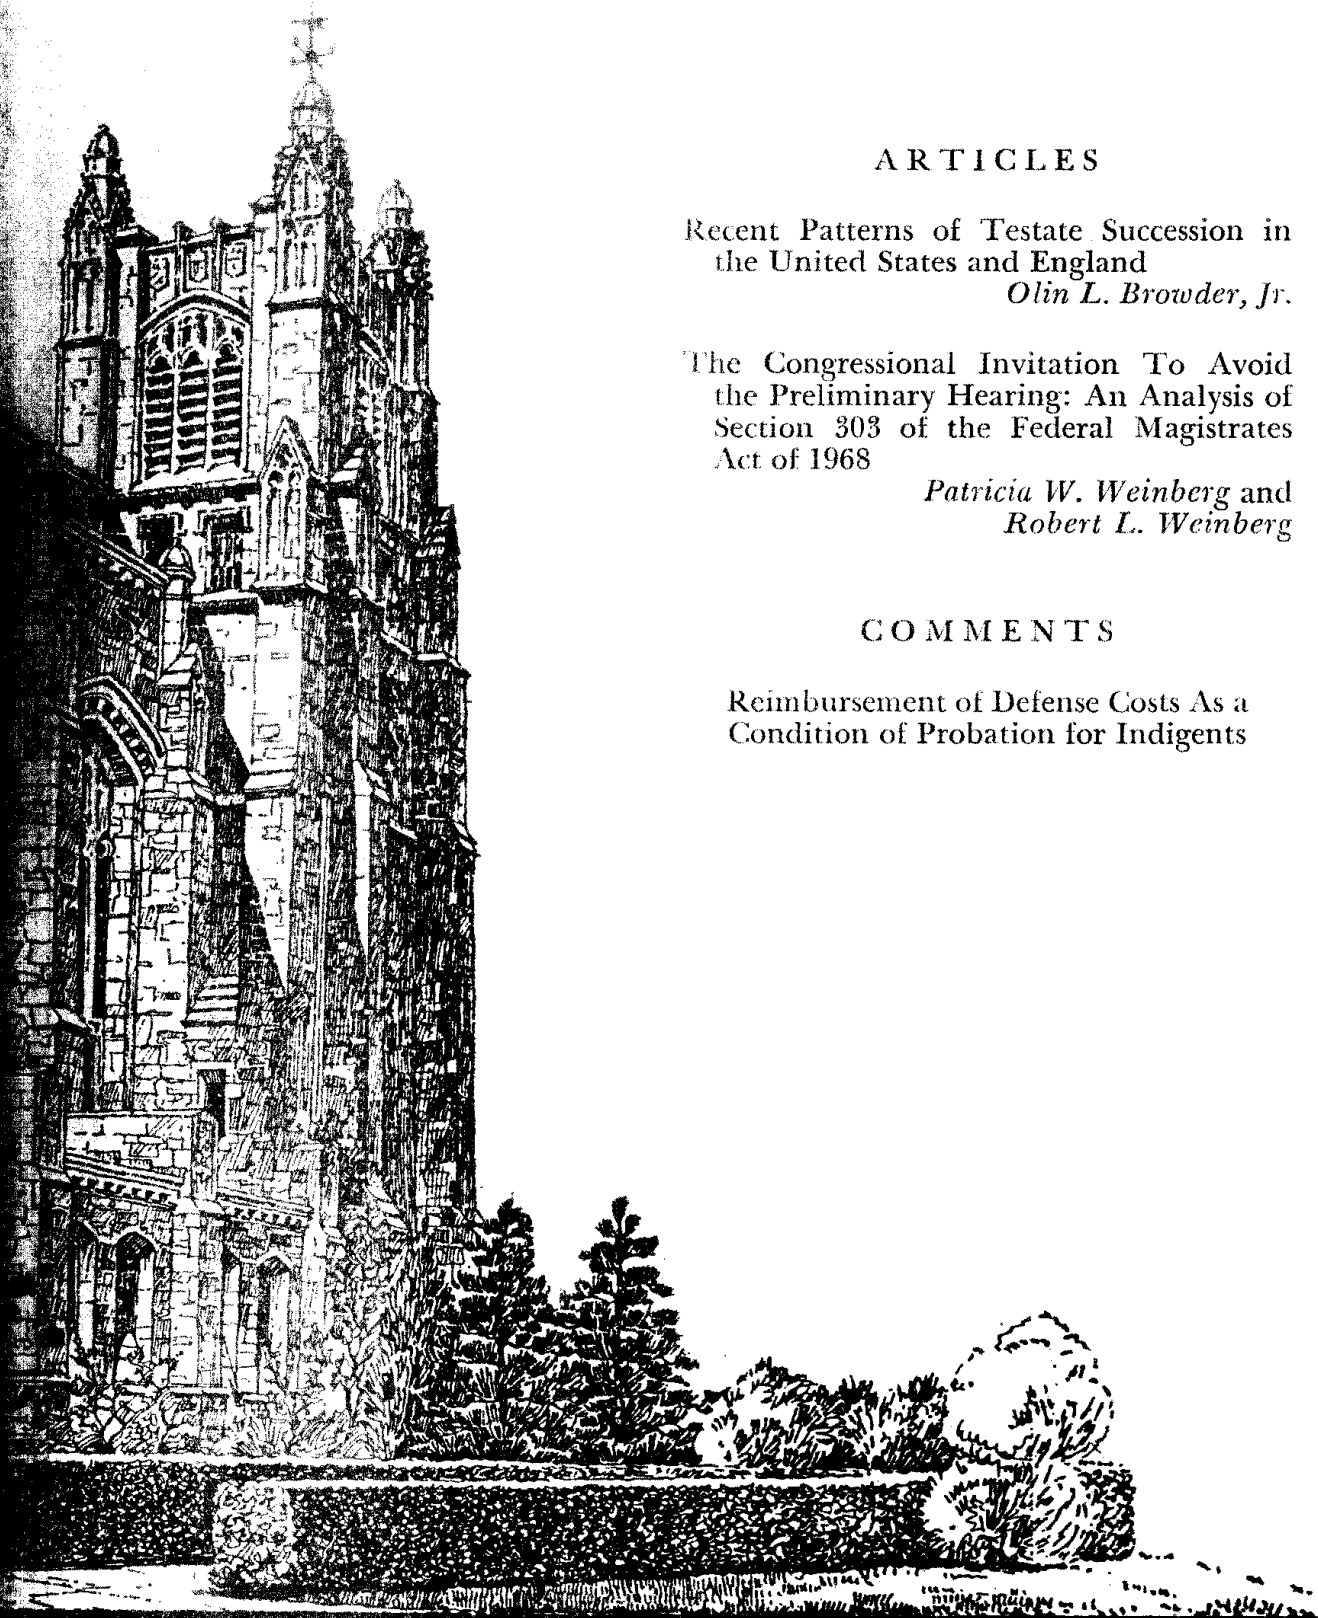 ARTICLES
Recent Patterns of Testate Succession in
the United States and England
Olin L. Browder, Jr.
The Congressional Invitation To Avoid
the Preliminary Hearing: An Analysis of
Section 303 of the Federal Magistrates
Act of 1968
Patricia W. Weinberg and
Robert L. Weinberg
COMMENTS
Reimbursement of Defense Costs As a
Condition of Probation for Indigents